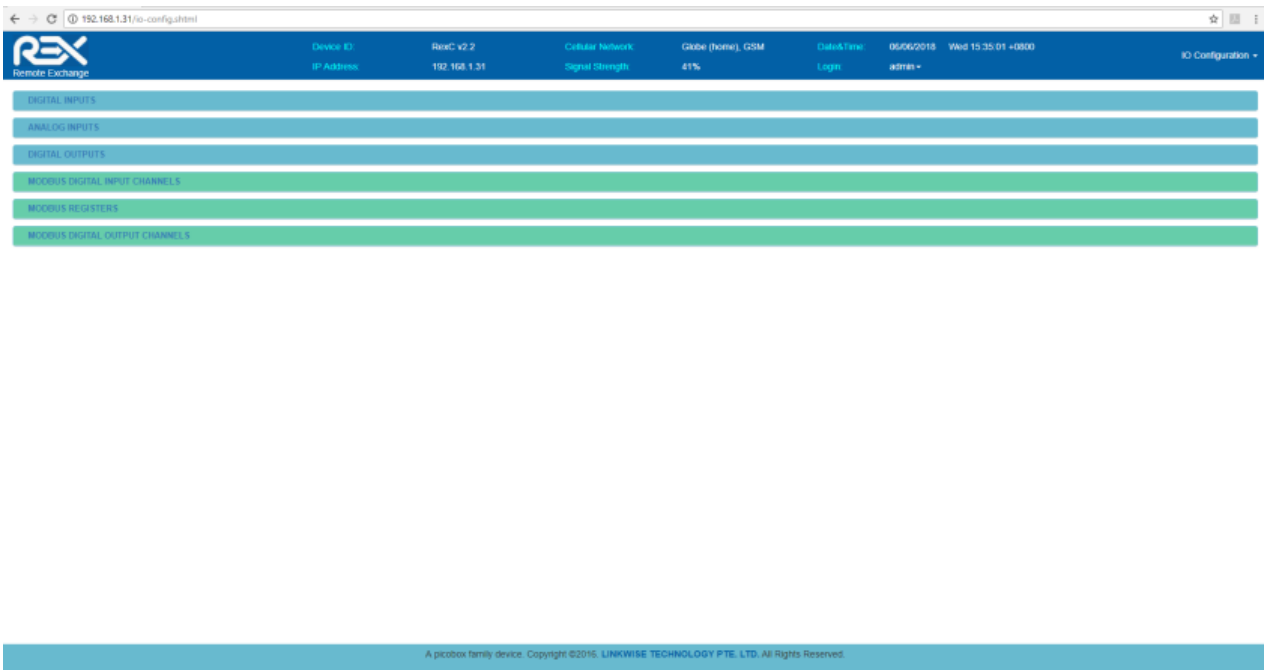 192.168.1.31/io-config.shtml
REX
Remote Exchange
Device ID: RexC v2.2 Cellular Network: Globe (home), GSM Date&Time: 06/06/2018 Wed 15:35:01 +0800
IP Address: 192.168.1.31 Signal Strength: 41% Login: admin
IO Configuration
DIGITAL INPUTS
ANALOG INPUTS
DIGITAL OUTPUTS
MODBUS DIGITAL INPUT CHANNELS
MODBUS REGISTERS
MODBUS DIGITAL OUTPUT CHANNELS
A picobox family device. Copyright ©2016. LINKWISE TECHNOLOGY PTE. LTD. All Rights Reserved.